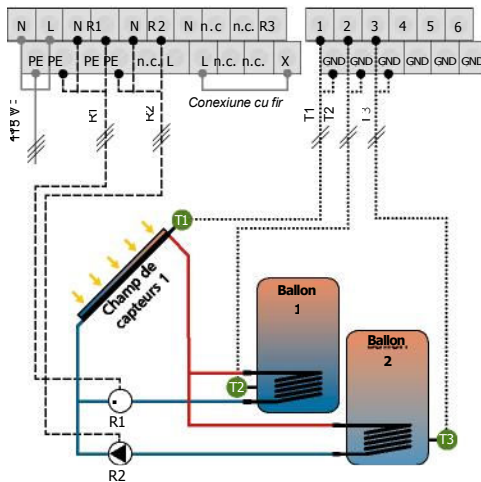 N L N R1 N R2 N n.c n.c. R3
1 2 3 4 5 6
PE PE PE PE n.c. L L n.c. n.c. X
GND GND GND GND GND GND
115 V
R1
R2
Conexiune cu fir
T1
T2
T3
T1
Champ de
capteurs 1
Ballon
1
Ballon
2
T2
T3
R1
R2